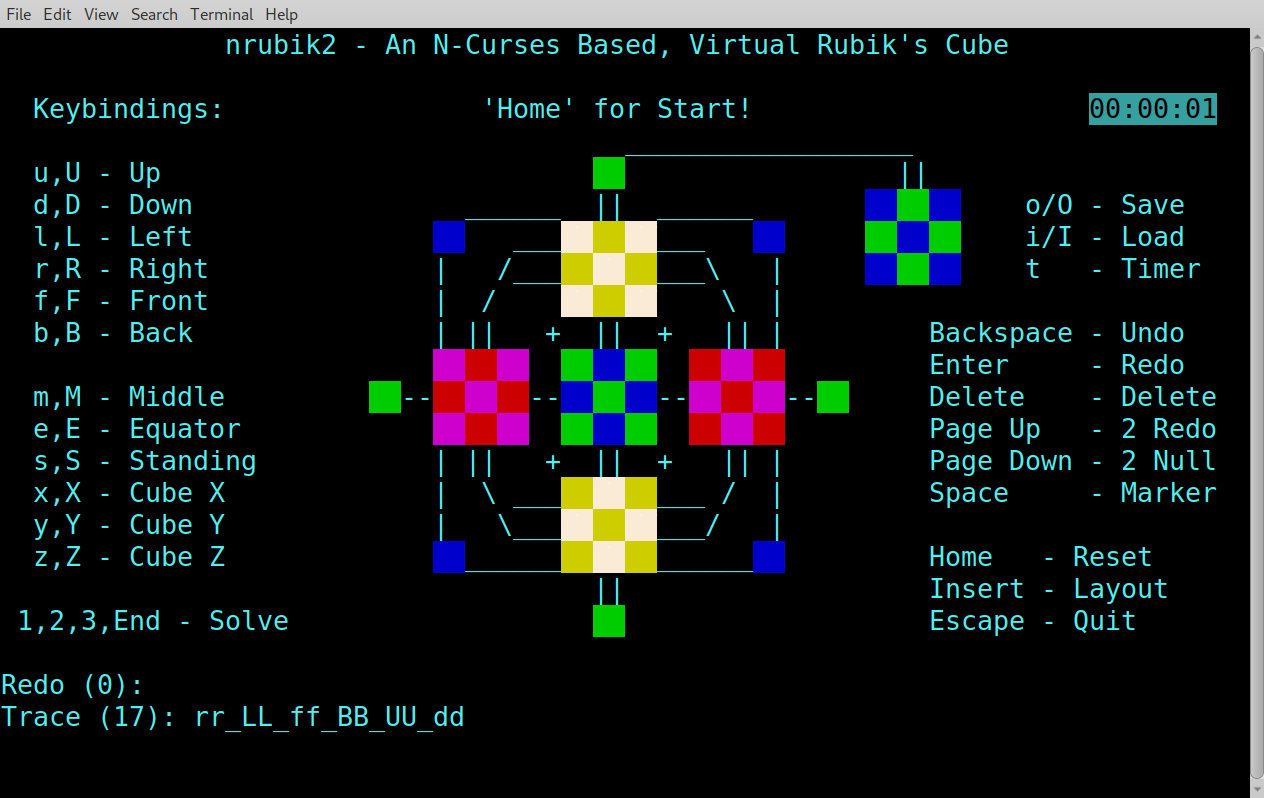 File Edit View Search Terminal Help
nrubik2 - An N-Curses Based, Virtual Rubik's Cube
Keybindings: 'Home' for Start! 00:00:01
u,U - Up
d,D - Down o/O - Save
l,L - Left i/I - Load
r,R - Right t - Timer
f,F - Front
b,B - Back Backspace - Undo
Enter - Redo
m,M - Middle Delete - Delete
e,E - Equator Page Up - 2 Redo
s,S - Standing Page Down - 2 Null
x,X - Cube X Space - Marker
y,Y - Cube Y
z,Z - Cube Z Home - Reset
Insert - Layout
1,2,3,End - Solve Escape - Quit
Redo (0):
Trace (17): rr_LL_ff_BB_UU_dd